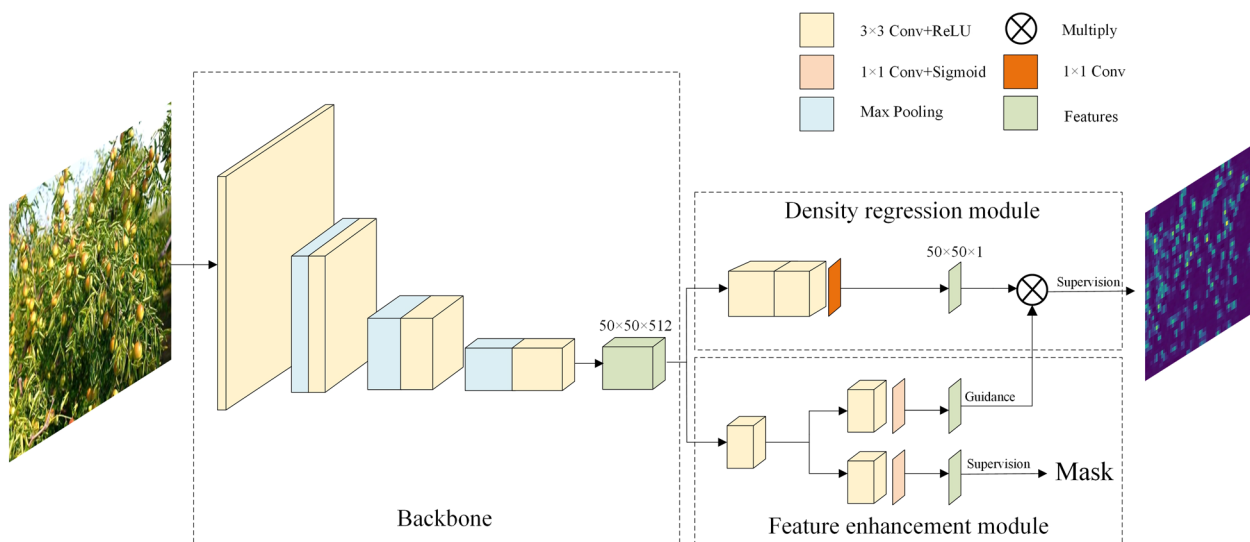 3×3 Conv+ReLU
Multiply
1×1 Conv+Sigmoid
1×1 Conv
Max Pooling
Features
Density regression module
50×50×1
Supervision
50×50×512
Guidance
Supervision
Mask
Backbone
Feature enhancement module